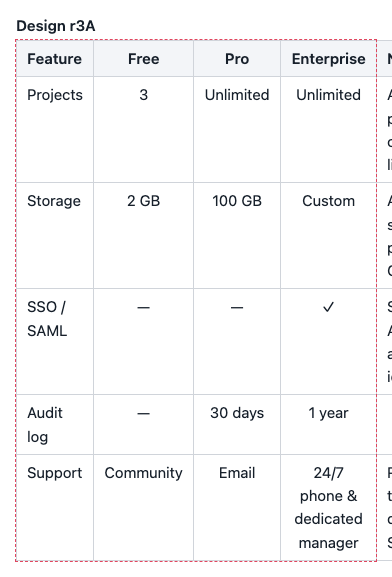 Design r3A
Feature Free Pro Enterprise
Projects 3 Unlimited Unlimited
Storage 2 GB 100 GB Custom
SSO / — — ✓
SAML
Audit — 30 days 1 year
log
Support Community Email 24/7
phone &
dedicated
manager